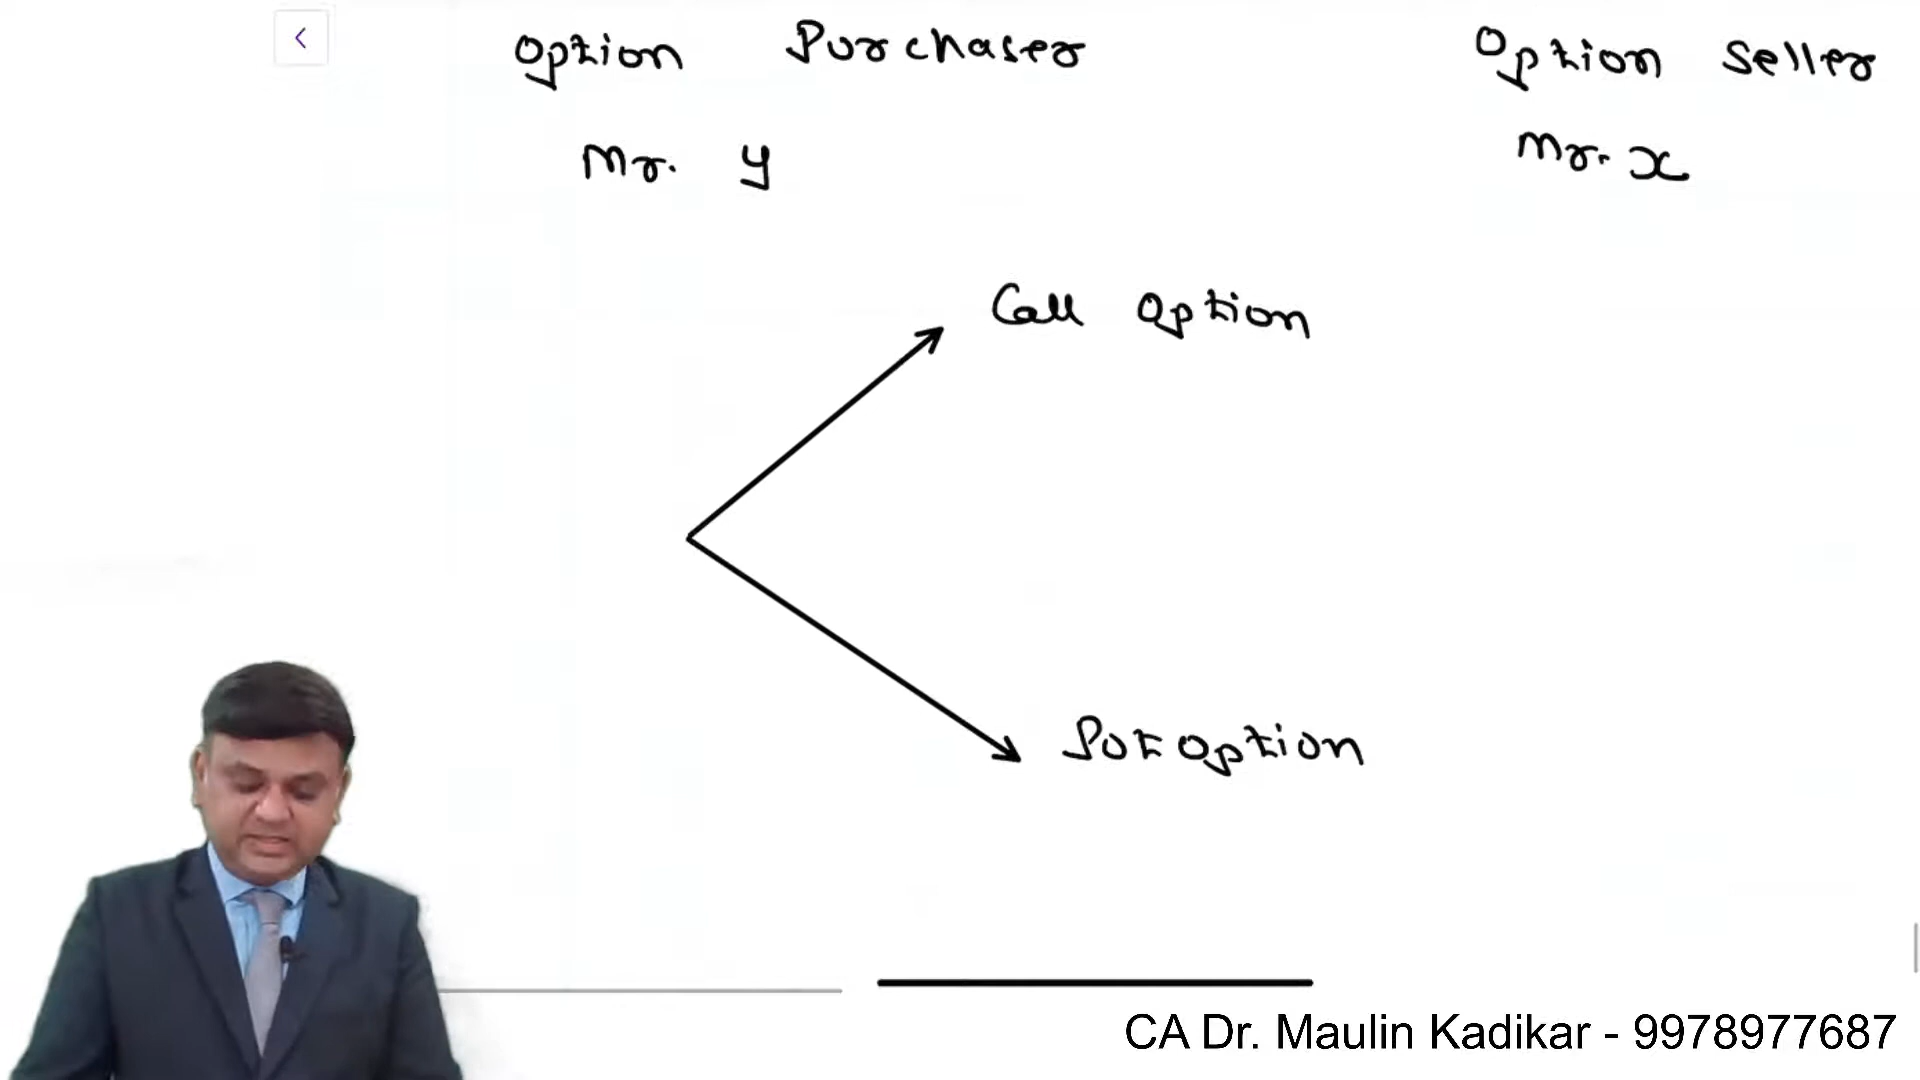 Option Purchaser Option Seller
Mr. y Mr. x
Call Option
Put Option
CA Dr. Maulin Kadikar - 9978977687